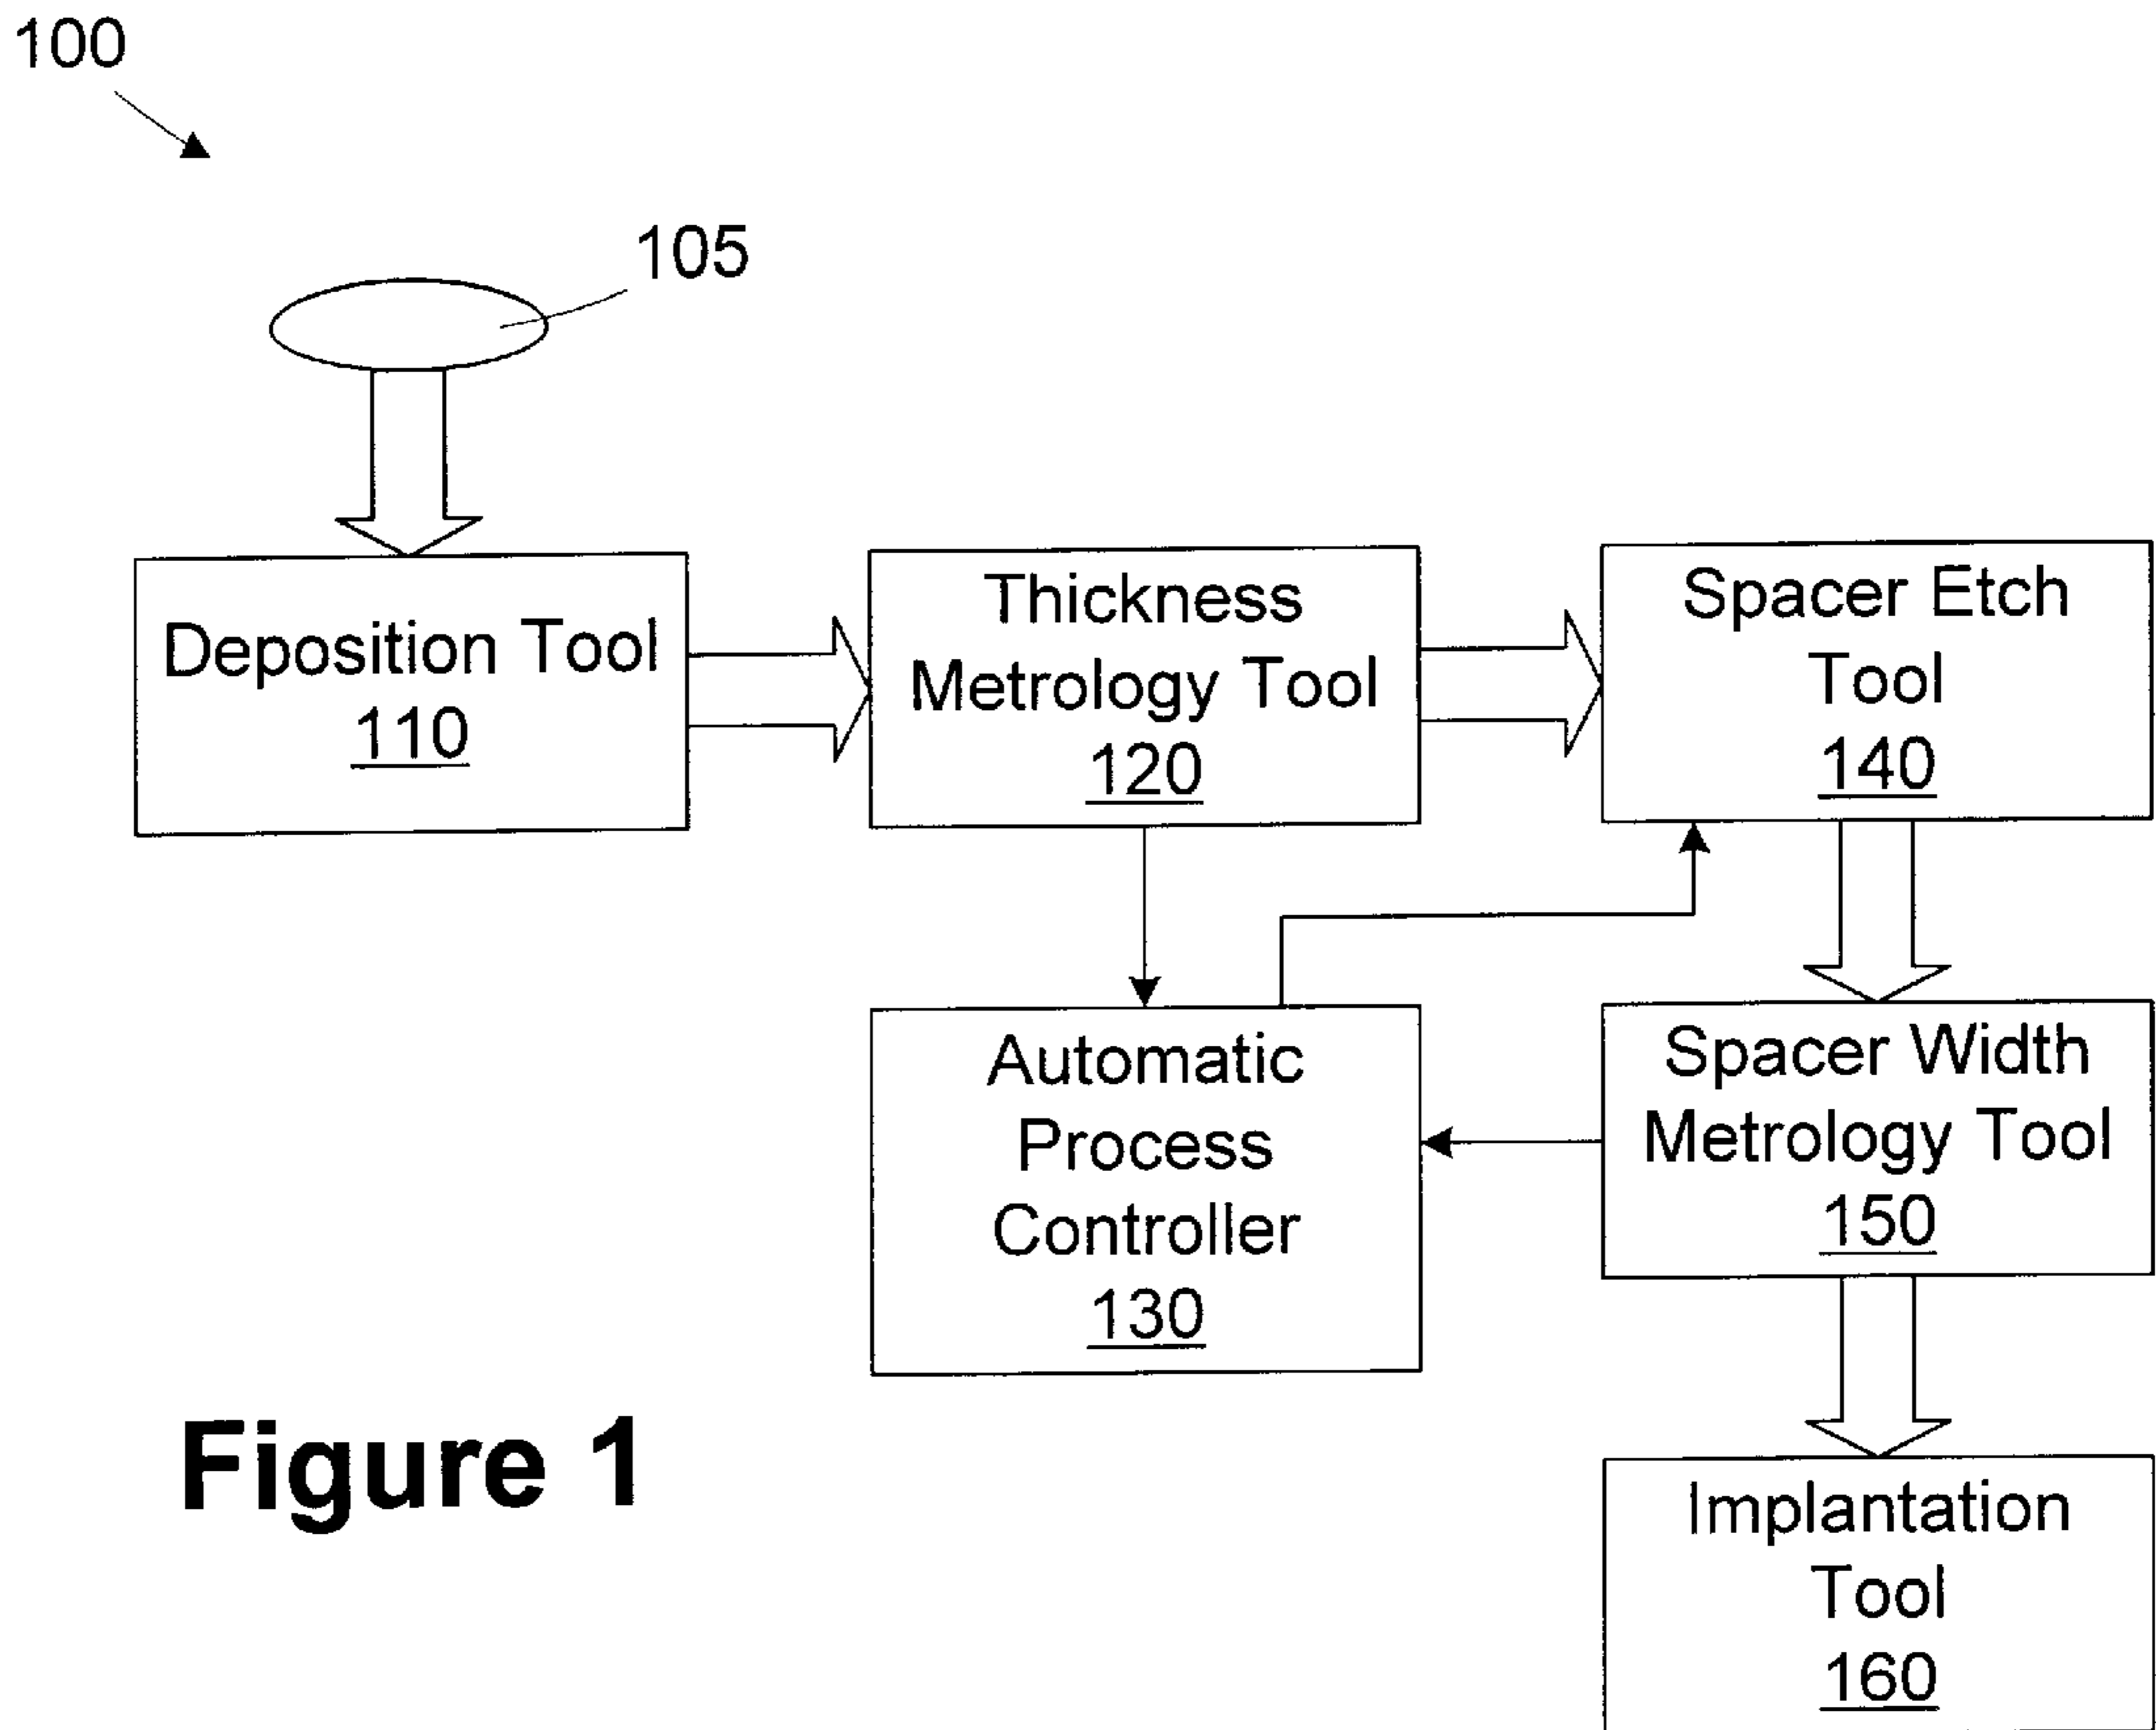 100
105
Deposition Tool
110
Thickness
Metrology Tool
120
Spacer Etch
Tool
140
Automatic
Process
Controller
130
Spacer Width
Metrology Tool
150
Implantation
Tool
160
Figure 1